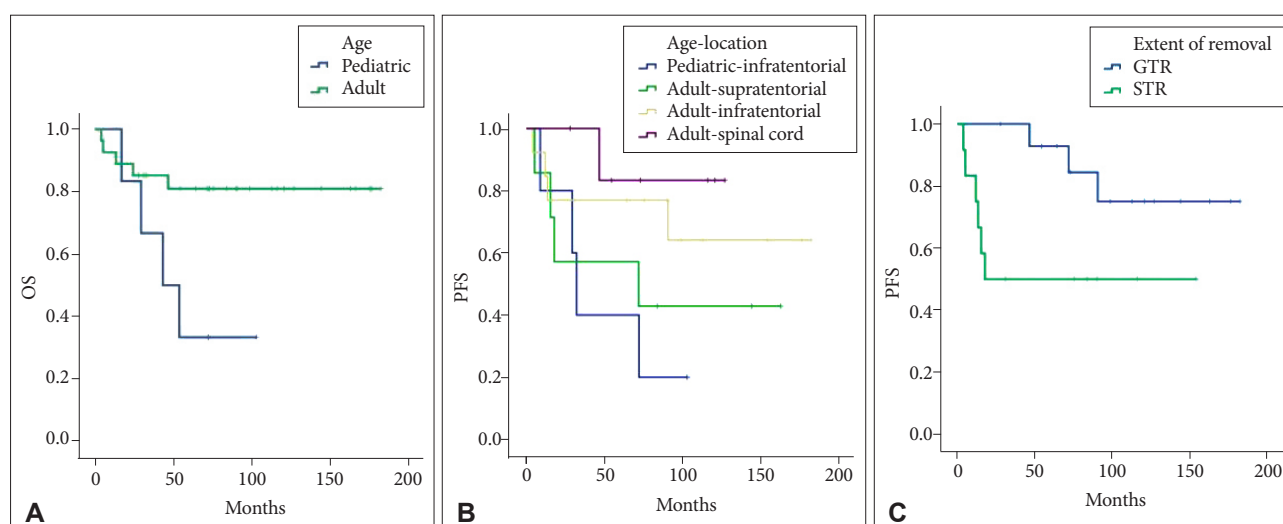 Age
Pediatric
Adult
OS
1.0
0.8
0.6
0.4
0.2
0.0
0 50 100 150 200
Months
A
Age-location
Pediatric-infratentorial
Adult-supratentorial
Adult-infratentorial
Adult-spinal cord
PFS
1.0
0.8
0.6
0.4
0.2
0.0
0 50 100 150 200
Months
B
Extent of removal
GTR
STR
PFS
1.0
0.8
0.6
0.4
0.2
0.0
0 50 100 150 200
Months
C